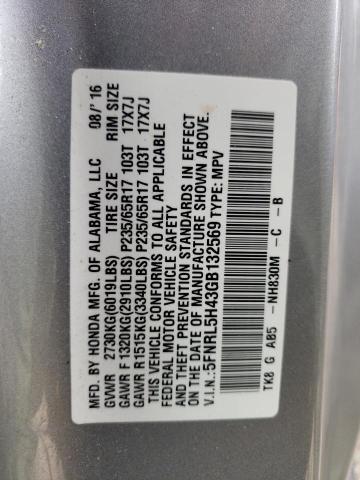 MFD. BY HONDA MFG. OF ALABAMA, LLC 08/'16
GVWR 2730KG(6019LBS) TIRE SIZE RIM SIZE
GAWR F 1320KG(2910LBS) P235/65R17 103T 17X7J
GAWR R1515KG(3340LBS) P235/65R17 103T 17X7J
THIS VEHICLE CONFORMS TO ALL APPLICABLE
FEDERAL MOTOR VEHICLE SAFETY
AND THEFT PREVENTION STANDARDS IN EFFECT
ON THE DATE OF MANUFACTURE SHOWN ABOVE.
V.I.N.:5FNRL5H43GB132569 TYPE: MPV
TK8 G AB5 -NH830M - C - B